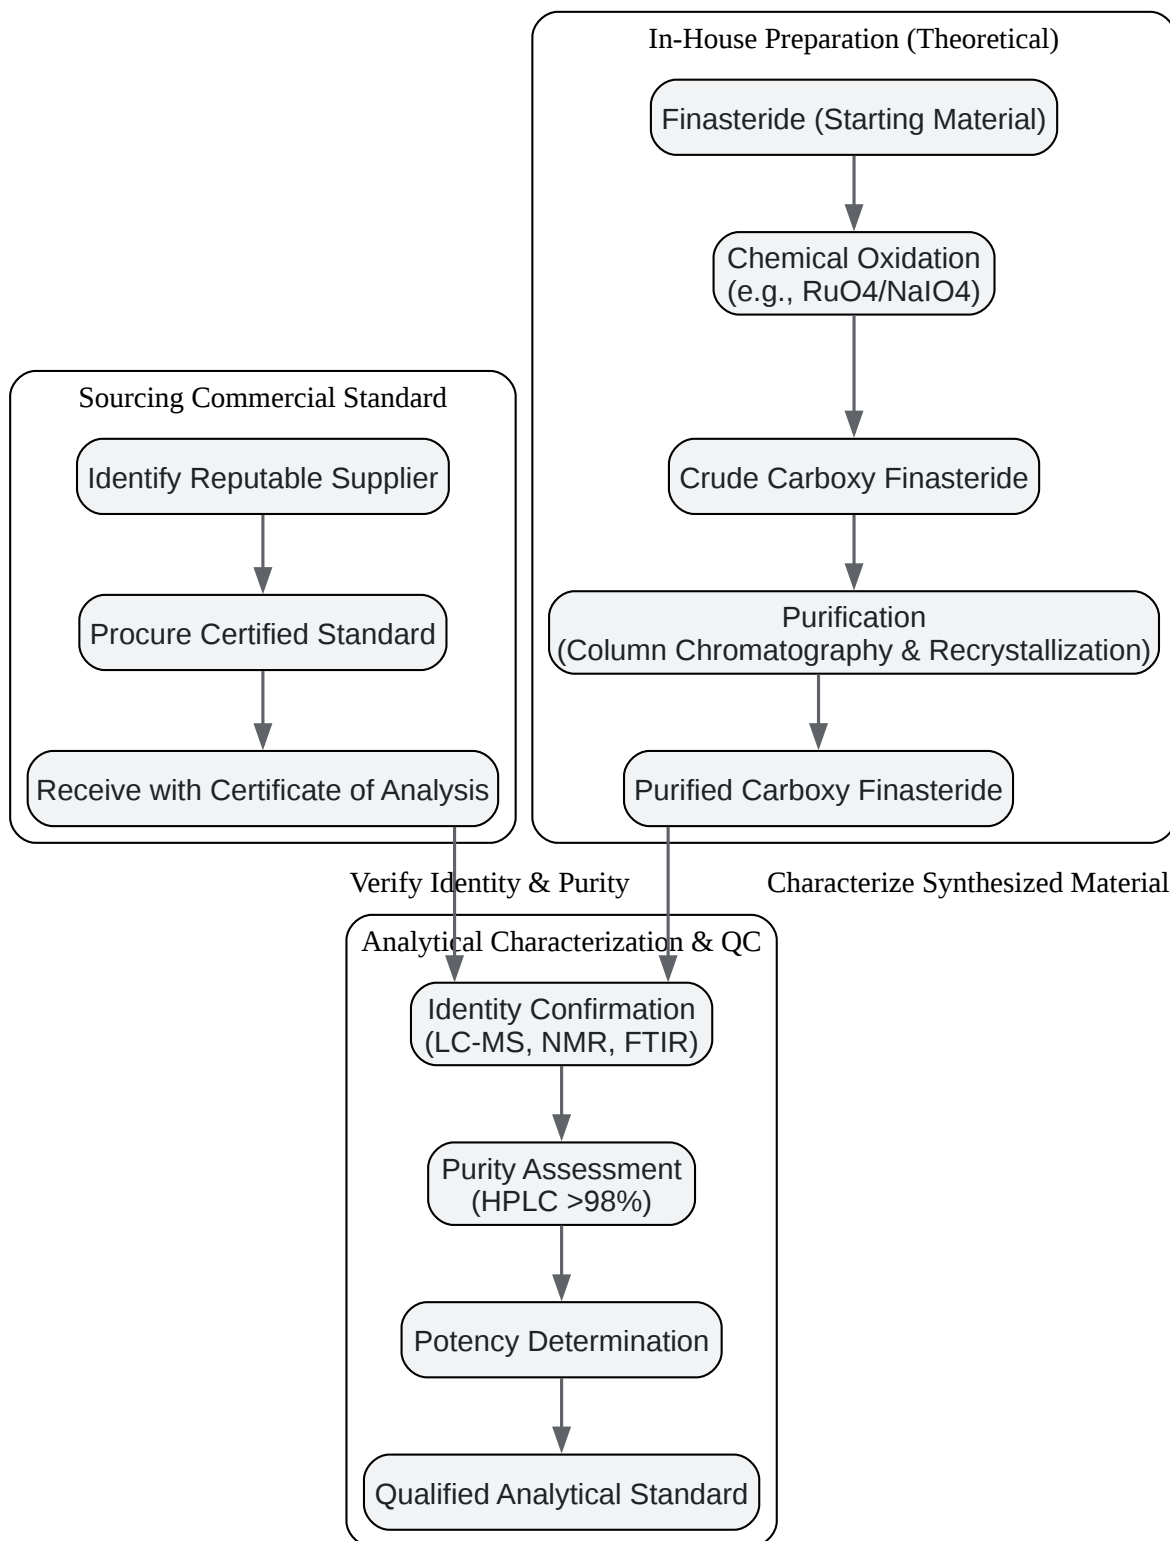 In-House Preparation (Theoretical)
Finasteride (Starting Material)
Chemical Oxidation
(e.g., RuO4/NaIO4)
Crude Carboxy Finasteride
Purification
(Column Chromatography & Recrystallization)
Purified Carboxy Finasteride
Sourcing Commercial Standard
Identify Reputable Supplier
Procure Certified Standard
Receive with Certificate of Analysis
Verify Identity & Purity
Characterize Synthesized Material
Analytical Characterization & QC
Identity Confirmation
(LC-MS, NMR, FTIR)
Purity Assessment
(HPLC >98%)
Potency Determination
Qualified Analytical Standard